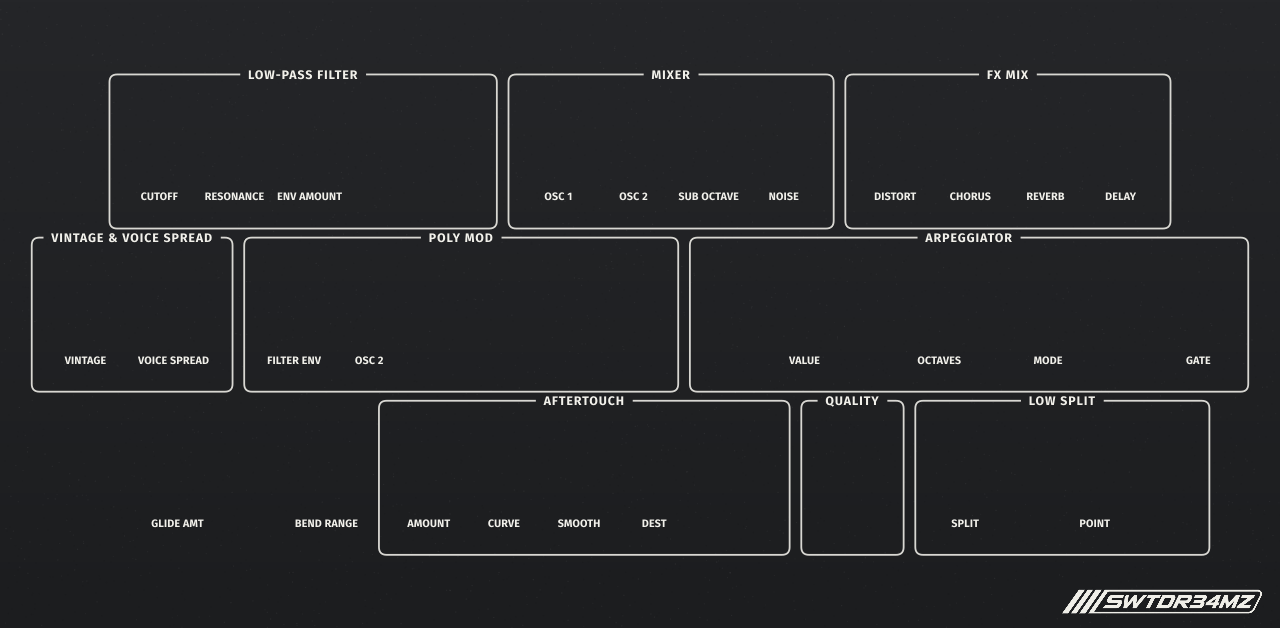 LOW-PASS FILTER
MIXER
FX MIX
CUTOFF RESONANCE ENV AMOUNT
OSC 1 OSC 2 SUB OCTAVE NOISE
DISTORT CHORUS REVERB DELAY
VINTAGE & VOICE SPREAD
POLY MOD
ARPEGGIATOR
VINTAGE VOICE SPREAD
FILTER ENV OSC 2
VALUE OCTAVES MODE GATE
AFTERTOUCH
QUALITY
LOW SPLIT
GLIDE AMT BEND RANGE
AMOUNT CURVE SMOOTH DEST
SPLIT POINT
SWTDR34MZ